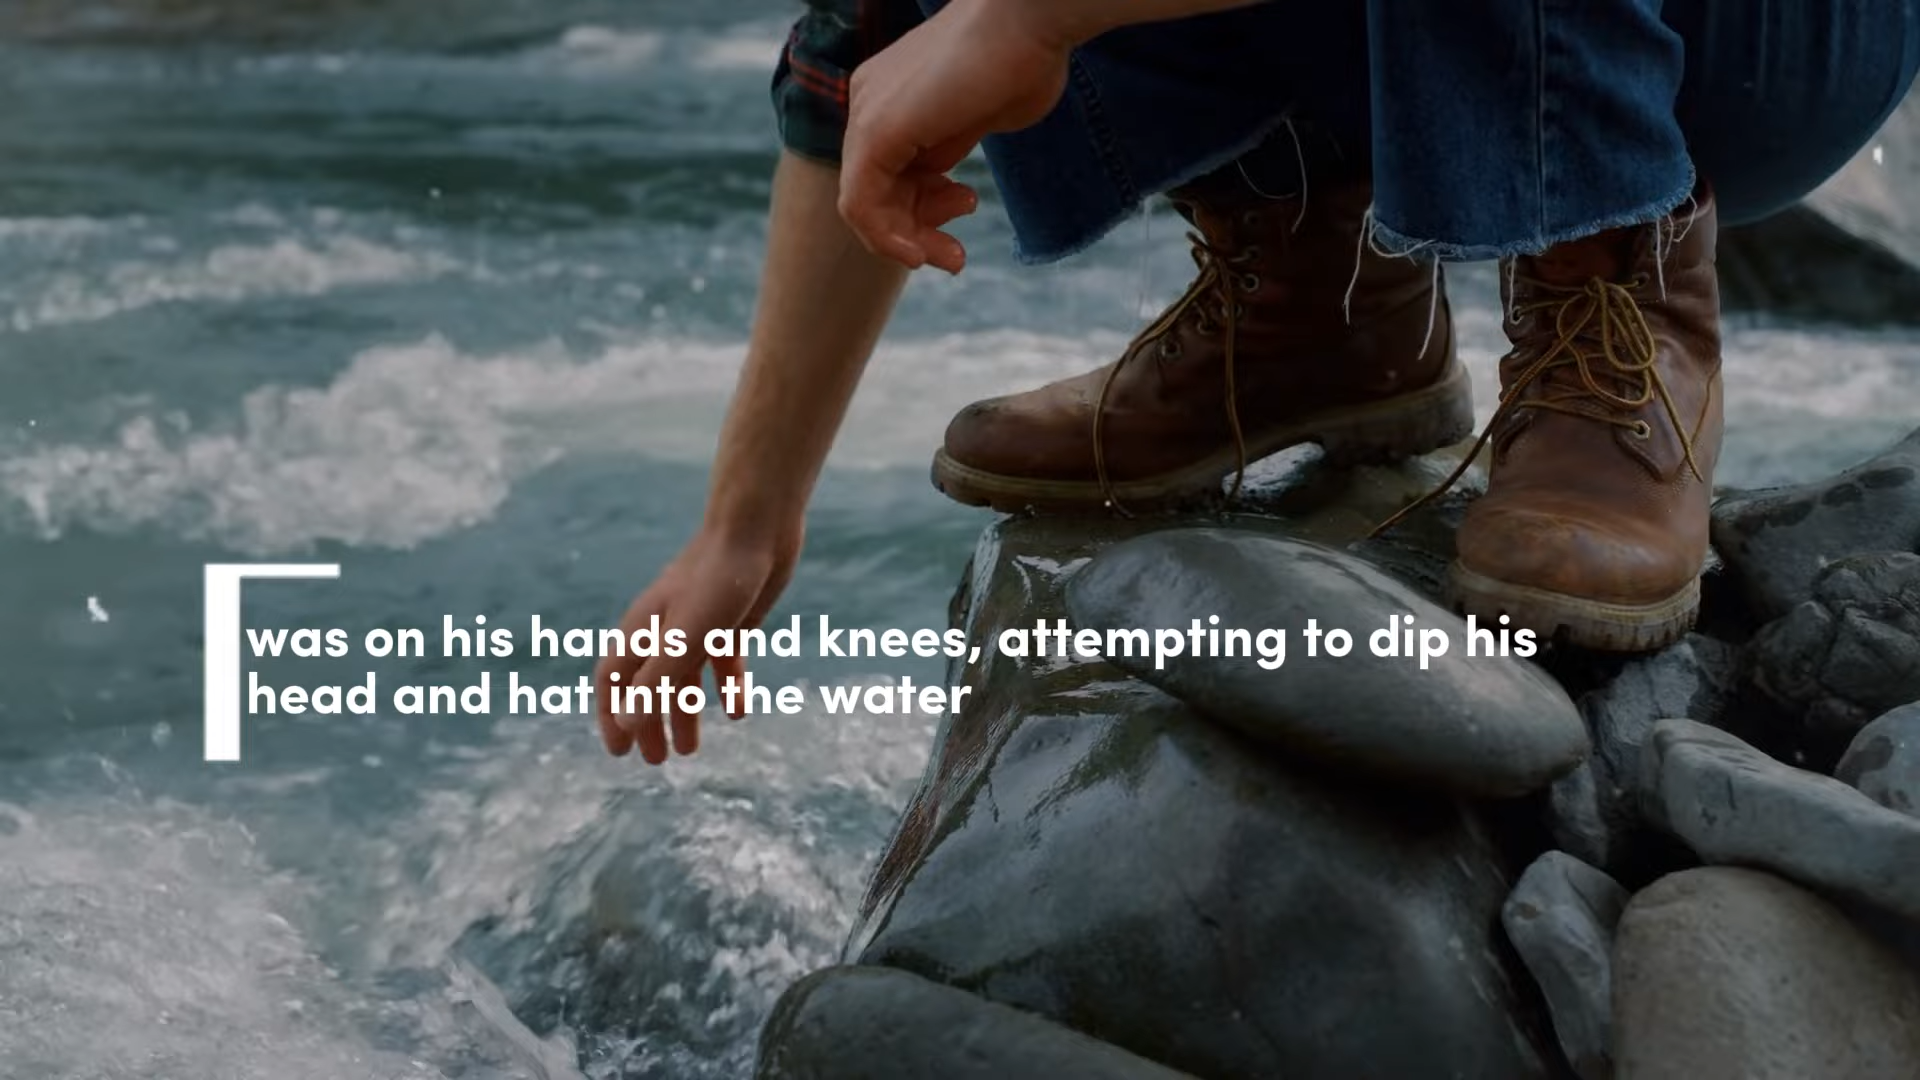 was on his hands and knees, attempting to dip his
head and hat into the water